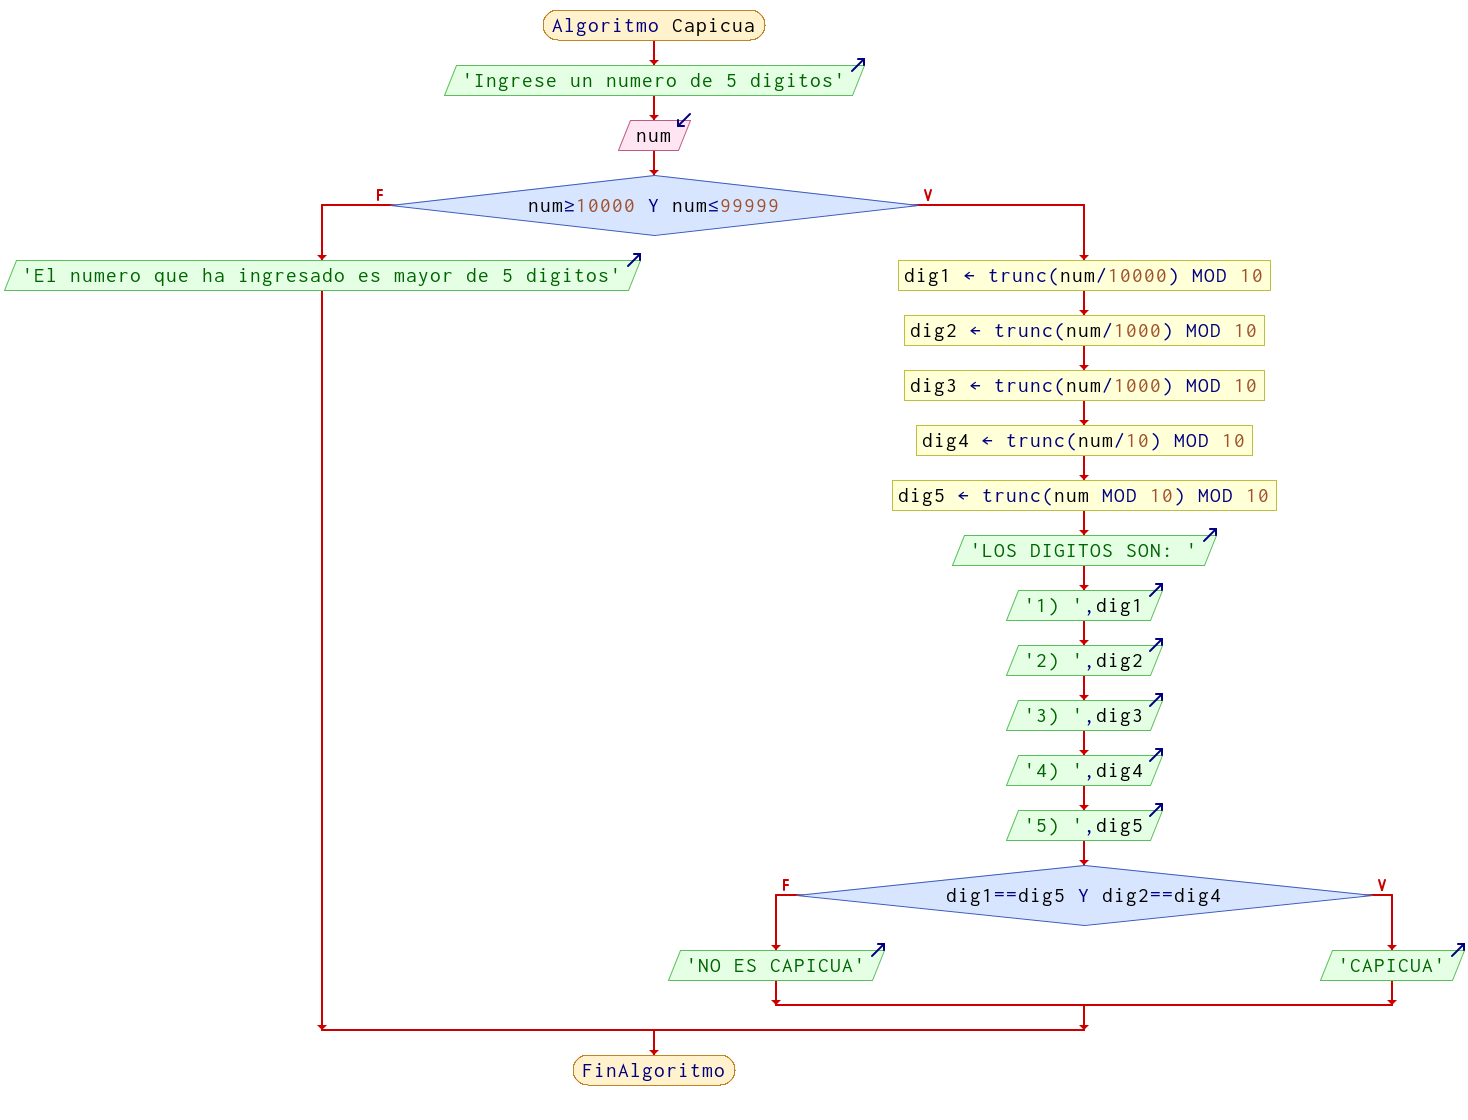 Algoritmo Capicua
'Ingrese un numero de 5 digitos'
num
F
V
num≥10000 Y num≤99999
'El numero que ha ingresado es mayor de 5 digitos'
dig1 ← trunc(num/10000) MOD 10
dig2 ← trunc(num/1000) MOD 10
dig3 ← trunc(num/1000) MOD 10
dig4 ← trunc(num/10) MOD 10
dig5 ← trunc(num MOD 10) MOD 10
'LOS DIGITOS SON: '
'1) ',dig1
'2) ',dig2
'3) ',dig3
'4) ',dig4
'5) ',dig5
F
V
dig1==dig5 Y dig2==dig4
'NO ES CAPICUA'
'CAPICUA'
FinAlgoritmo